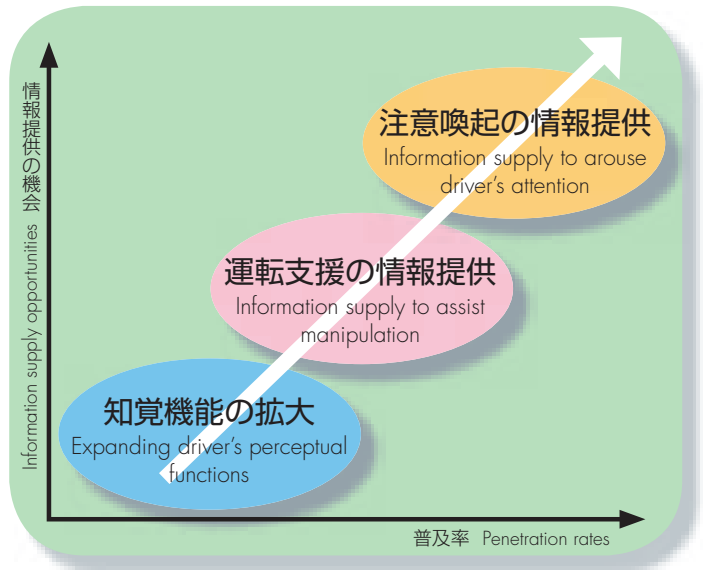 情報提供の機会 Information supply opportunities
注意喚起の情報提供
Information supply to arouse
driver's attention
運転支援の情報提供
Information supply to assist
manipulation
知覚機能の拡大
Expanding driver's perceptual
functions
普及率 Penetration rates